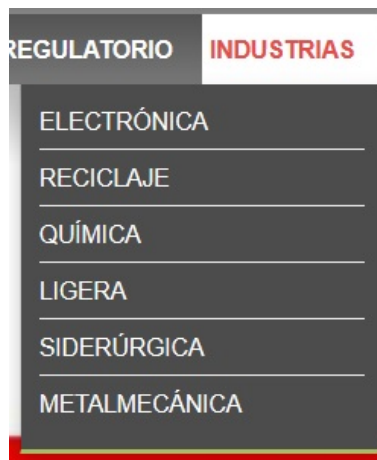 REGULATORIO INDUSTRIAS
ELECTRÓNICA
RECICLAJE
QUÍMICA
LIGERA
SIDERÚRGICA
METALMECÁNICA